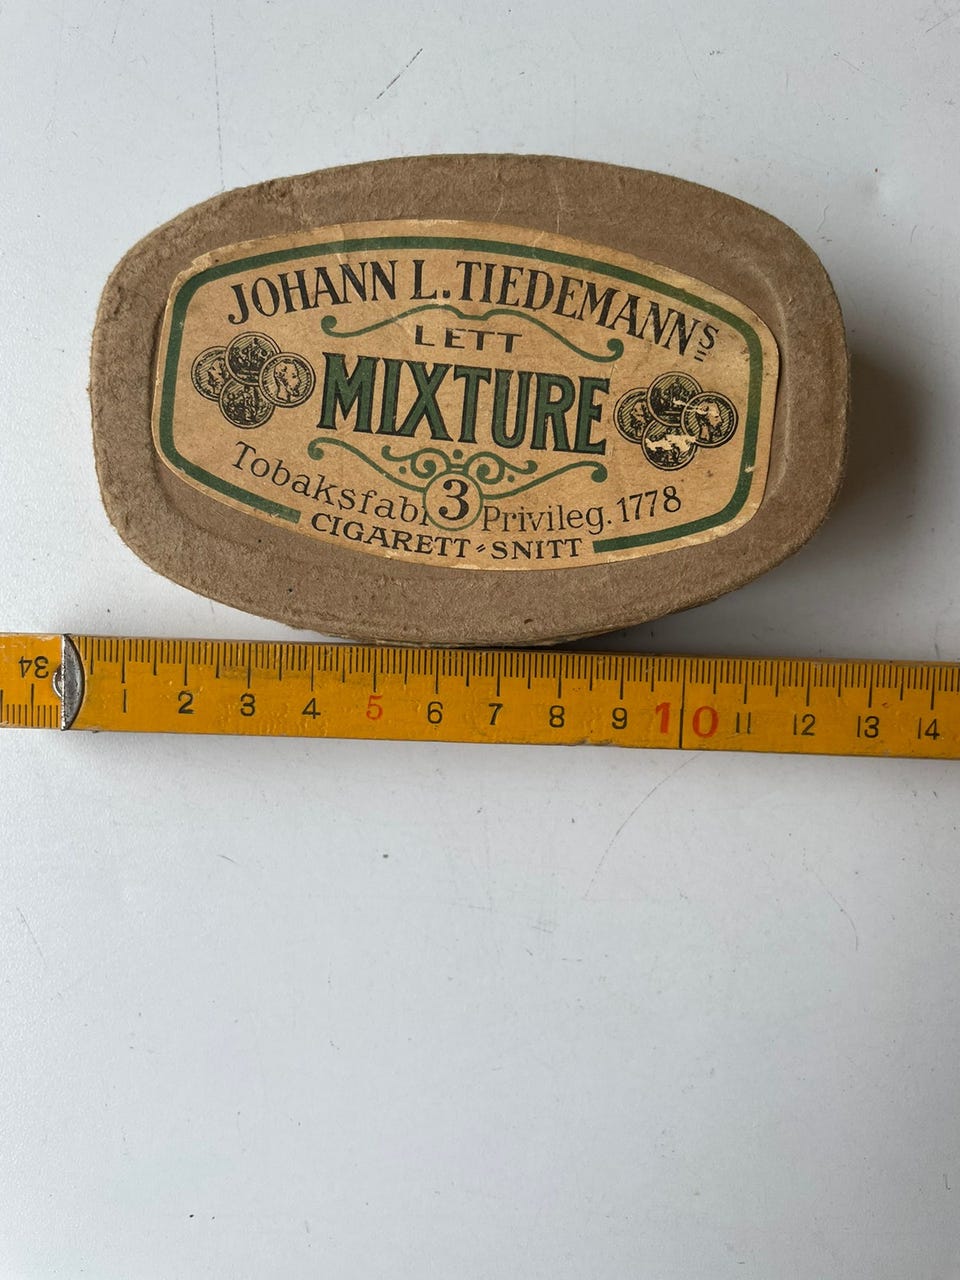 JOHANN L. TIEDEMANNS
LETT
MIXTURE
3
Tobaksfabr Privileg. 1778
CIGARETT-SNITT
34 1 2 3 4 5 6 7 8 9 10 11 12 13 14